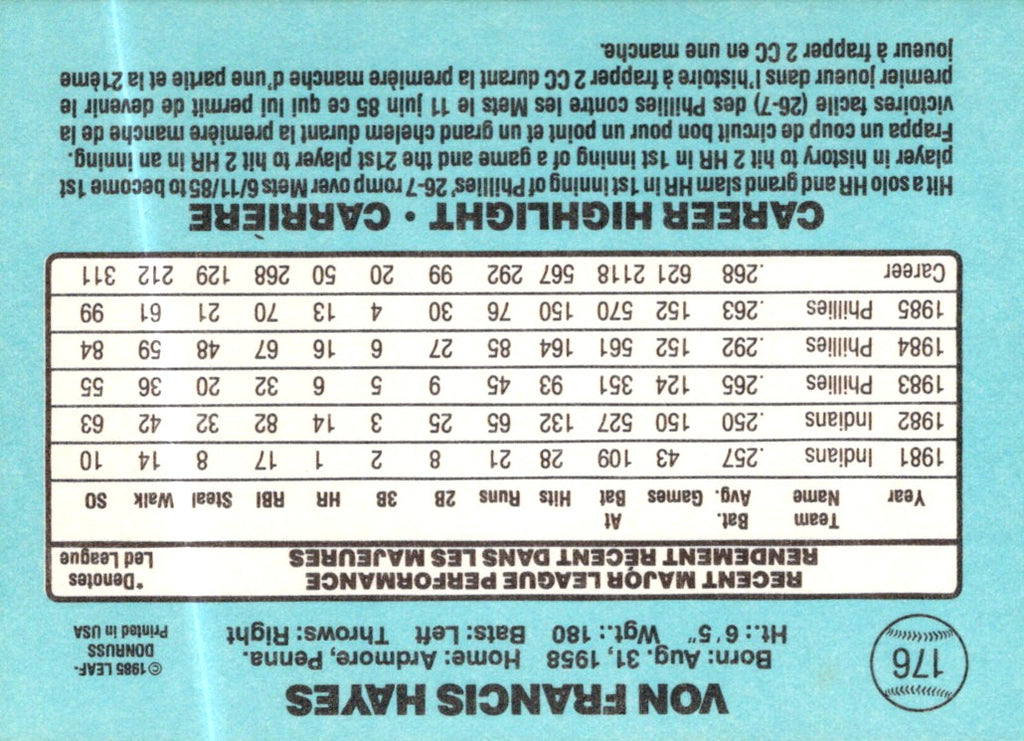 176
VON FRANCIS HAYES
Born: Aug. 31, 1958 Home: Ardmore, Penna.
Ht.: 6'5" Wgt.: 180 Bats: Left Throws: Right
©1985 LEAF-
DONRUSS
Printed in USA
RECENT MAJOR LEAGUE PERFORMANCE
RENDEMENT RÉCENT DANS LES MAJEURES
*Denotes
Led League
Year Team Name Bat. Avg. Games At Bat Hits Runs 2B 3B HR RBI Steal Walk SO
1981 Indians .257 43 109 28 21 8 2 1 17 8 14 10
1982 Indians .250 150 527 132 65 25 3 14 82 32 42 63
1983 Phillies .265 124 351 93 45 9 5 6 32 20 36 55
1984 Phillies .292 152 561 164 85 27 6 16 67 48 59 84
1985 Phillies .263 152 570 150 76 30 4 13 70 21 61 99
Career .268 621 2118 567 292 99 20 50 268 129 212 311
CAREER HIGHLIGHT • CARRIÈRE
Hit a solo HR and grand slam HR in 1st inning of Phillies' 26-7 romp over Mets 6/11/85 to become 1st
player in history to hit 2 HR in 1st inning of a game and the 21st player to hit 2 HR in an inning.
Frappa un coup de circuit bon pour un point et un grand chelem durant la première manche de la
victoires facile (26-7) des Phillies contre les Mets le 11 juin 85 ce qui lui permit de devenir le
premier joueur dans l'histoire à frapper 2 CC durant la première manche d'une partie et la 21ème
joueur à frapper 2 CC en une manche.